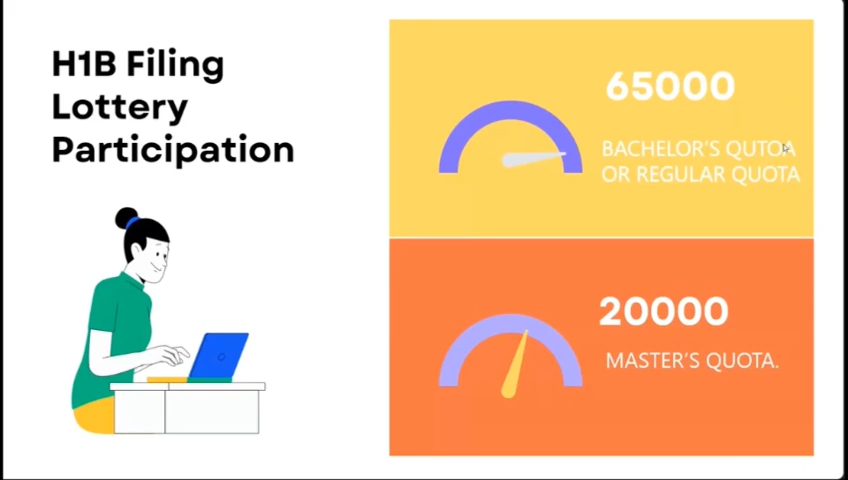 H1B Filing
Lottery
Participation
65000
BACHELOR'S QUTOA
OR REGULAR QUOTA
20000
MASTER'S QUOTA.